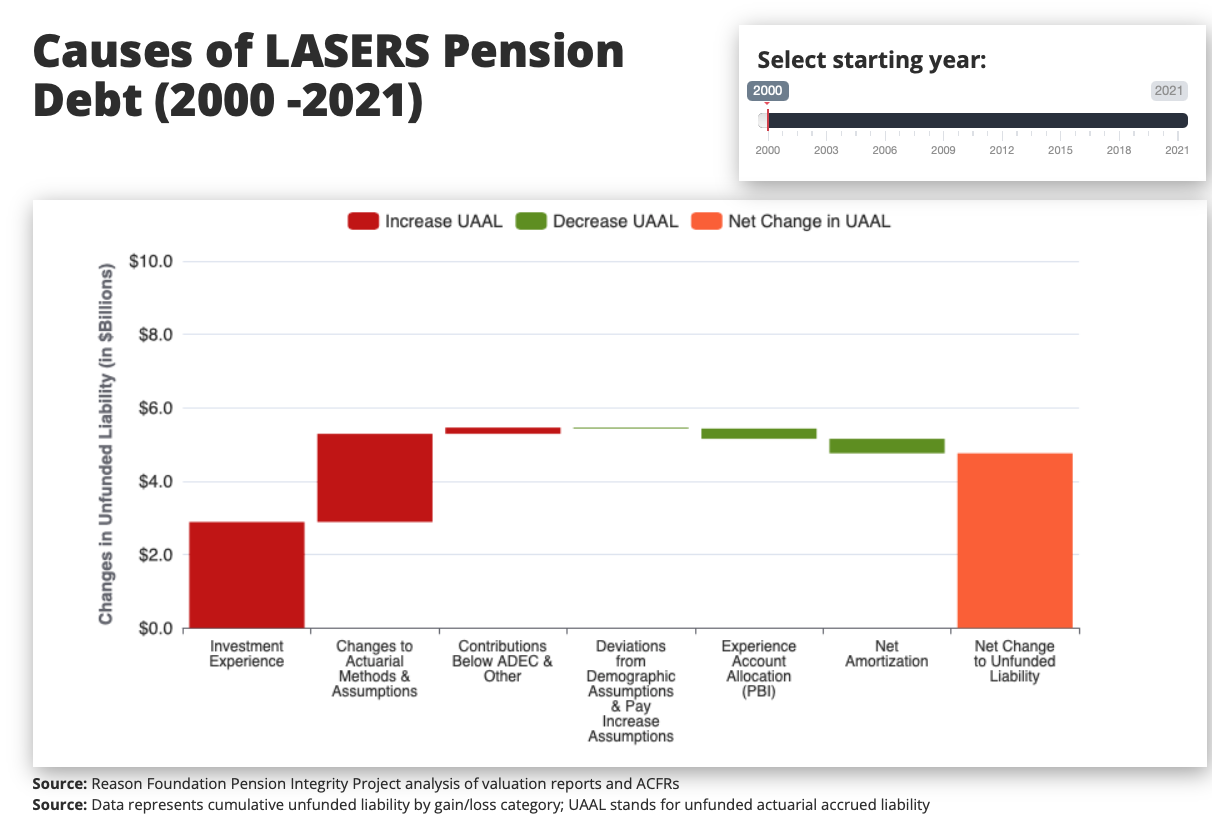 Causes of LASERS Pension
Debt (2000 -2021)
Select starting year:
2000
2021
2000
2003
2006
2009
2012
2015
2018
2021
Increase UAAL
Decrease UAAL
Net Change in UAAL
Changes in Unfunded Liability (in $Billions)
$10.0
$8.0
$6.0
$4.0
$2.0
$0.0
Investment
Experience
Changes to
Actuarial
Methods &
Assumptions
Contributions
Below ADEC &
Other
Deviations
from
Demographic
Assumptions
& Pay
Increase
Assumptions
Experience
Account
Allocation
(PBI)
Net
Amortization
Net Change
to Unfunded
Liability
Source: Reason Foundation Pension Integrity Project analysis of valuation reports and ACFRs
Source: Data represents cumulative unfunded liability by gain/loss category; UAAL stands for unfunded actuarial accrued liability